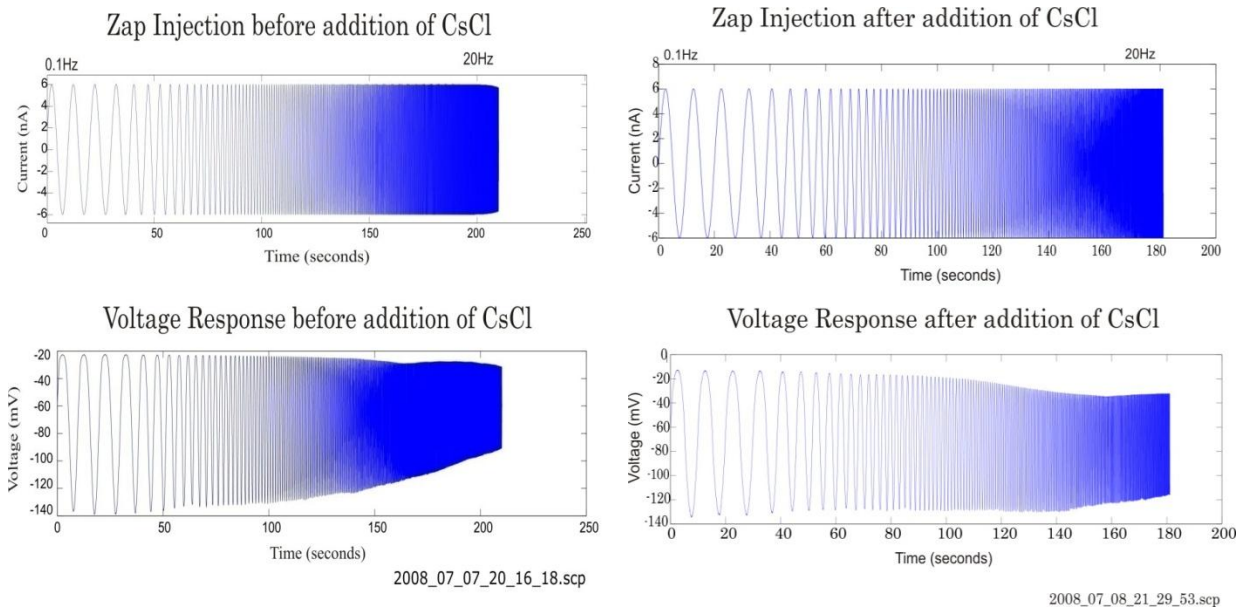 Zap Injection before addition of CsCl
0.1Hz
20Hz
Current (nA)
6
4
2
0
-2
-4
-6
0 50 100 150 200 250
Time (seconds)
Zap Injection after addition of CsCl
0.1Hz
20Hz
Current (nA)
8
6
4
2
0
-2
-4
-6
0 20 40 60 80 100 120 140 160 180 200
Time (seconds)
Voltage Response before addition of CsCl
Voltage (mV)
-20
-40
-60
-80
-100
-120
-140
0 50 100 150 200 250
Time (seconds)
2008_07_07_20_16_18.scp
Voltage Response after addition of CsCl
Voltage (mV)
0
-20
-40
-60
-80
-100
-120
-140
0 20 40 60 80 100 120 140 160 180 200
Time (seconds)
2008_07_08_21_29_53.scp